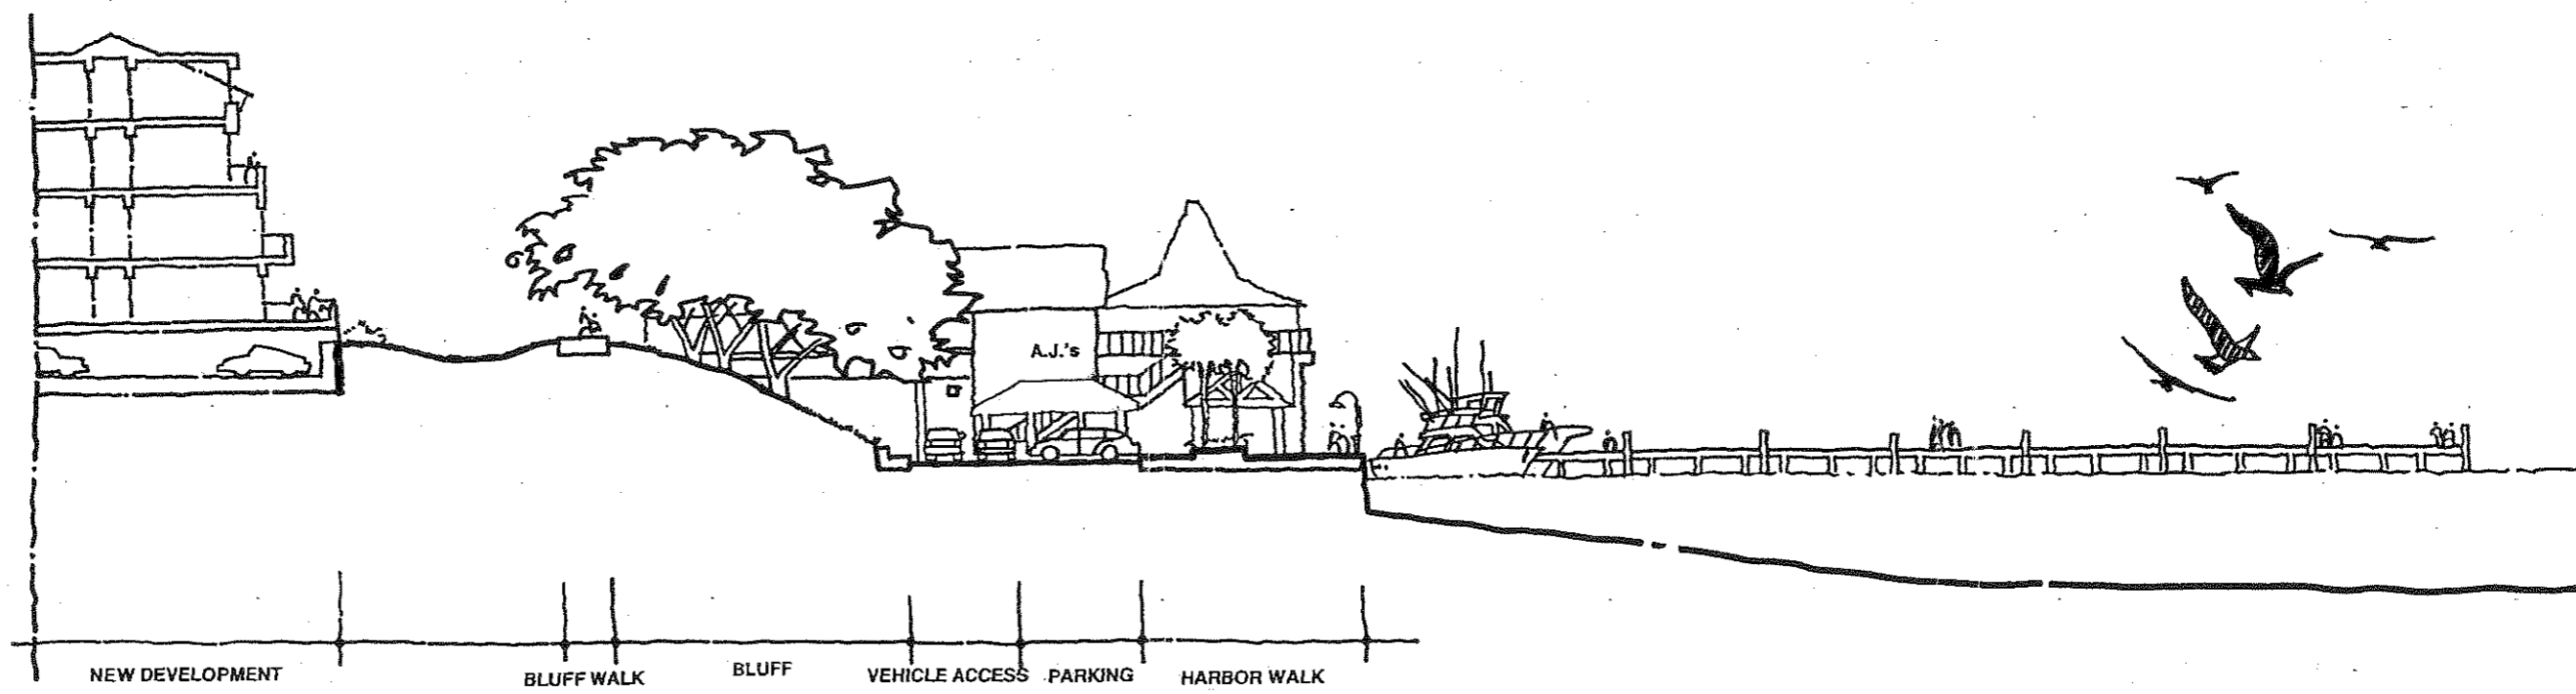 A.J.'s
NEW DEVELOPMENT
BLUFF WALK
BLUFF
VEHICLE ACCESS
PARKING
HARBOR WALK